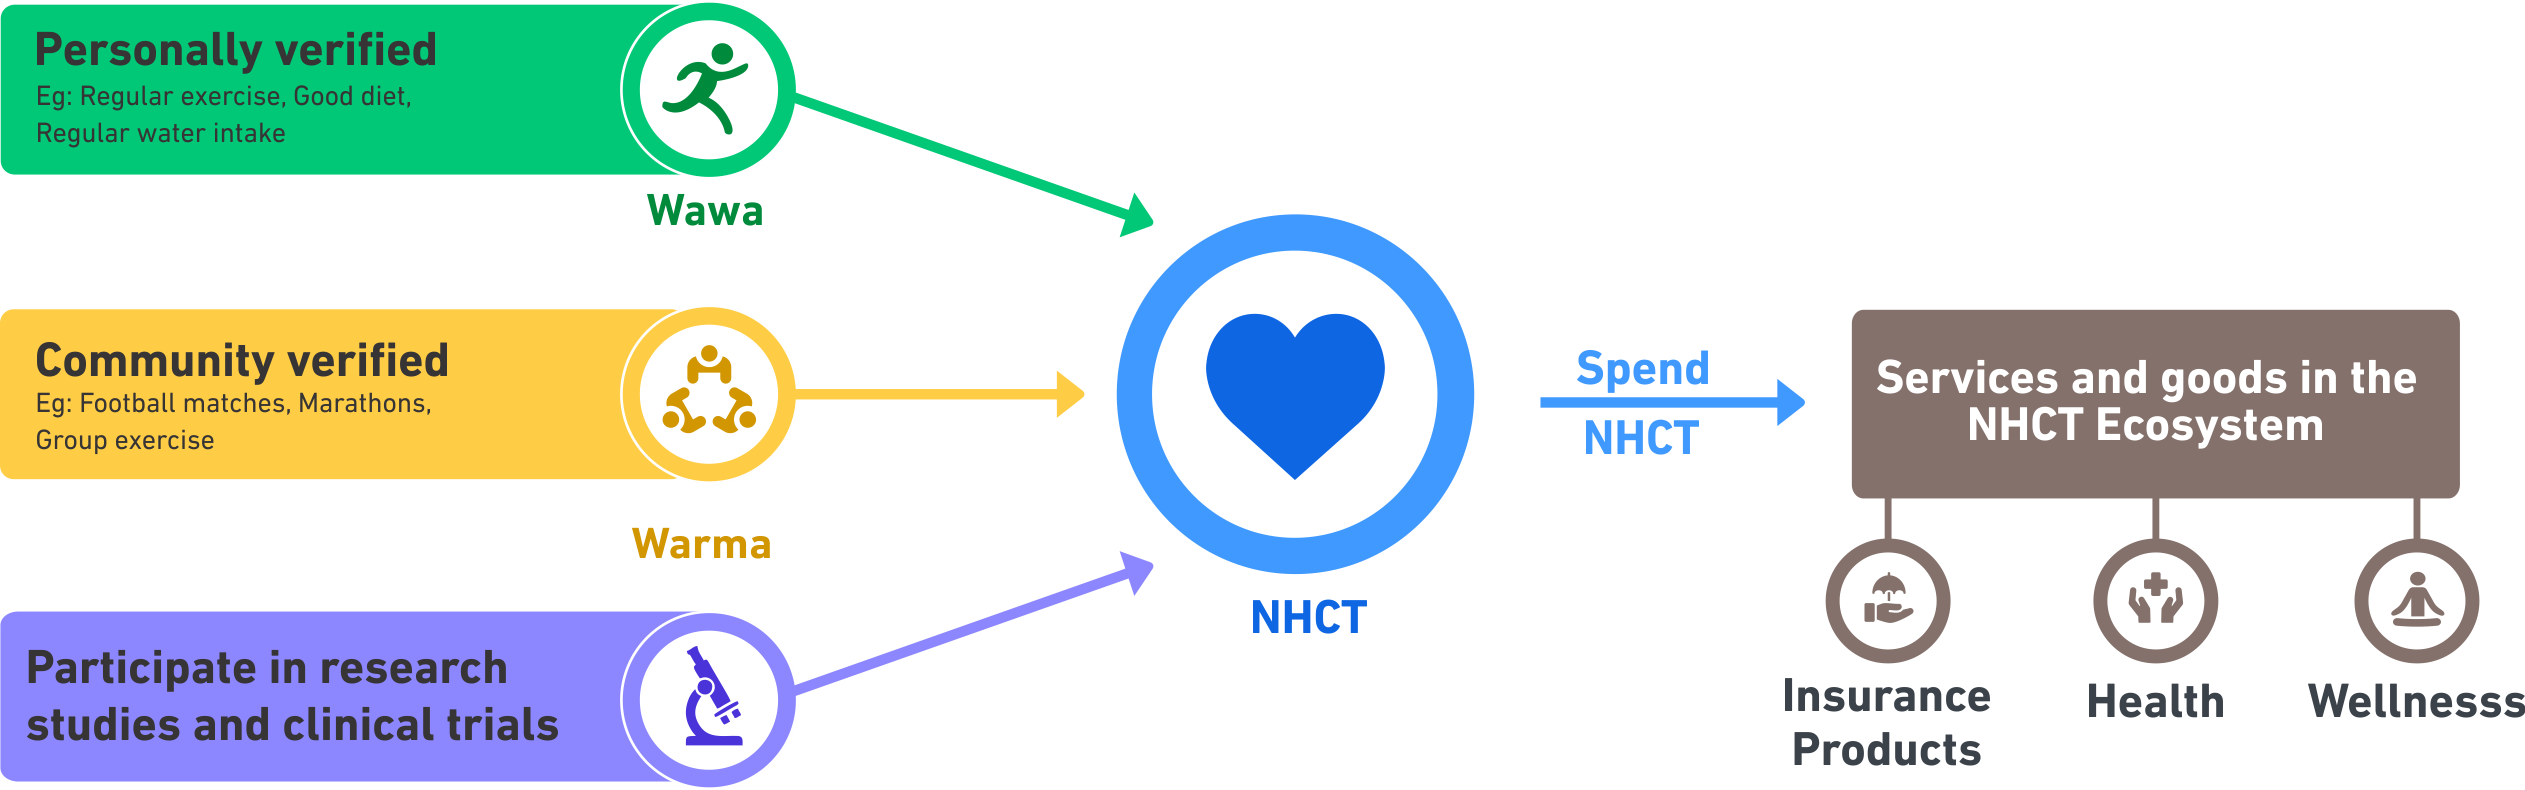 Personally verified
Eg: Regular exercise, Good diet,
Regular water intake
Wawa
Community verified
Eg: Football matches, Marathons,
Group exercise
Warma
Participate in research
studies and clinical trials
NHCT
Spend
NHCT
Services and goods in the
NHCT Ecosystem
Insurance
Products
Health
Wellnesss